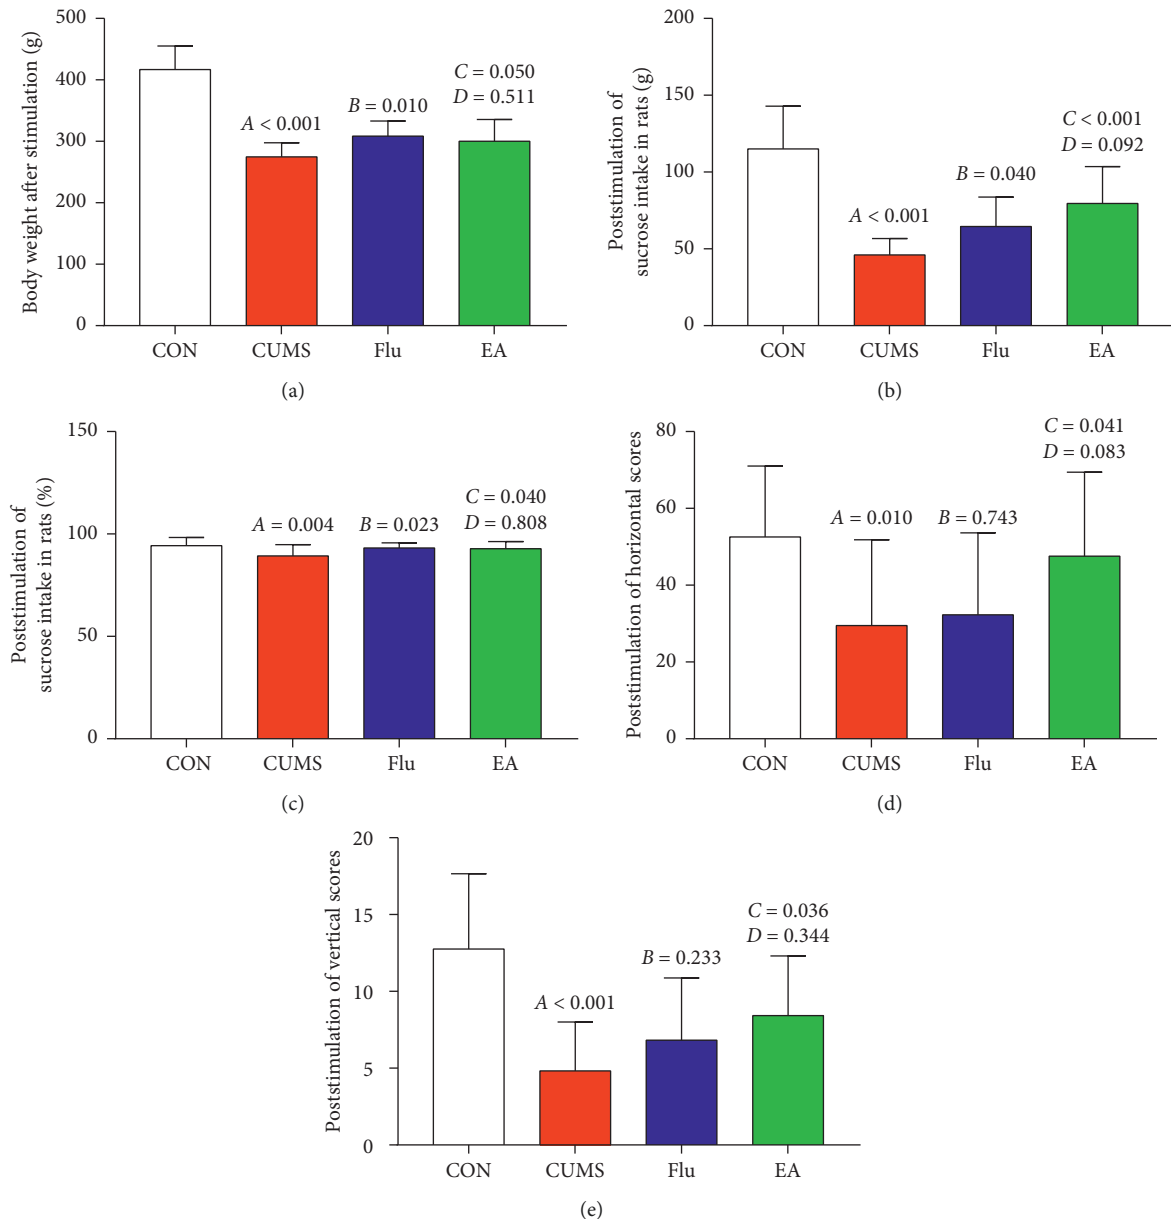 Body weight after stimulation (g)
500
400
300
200
100
0
A < 0.001
B = 0.010
C = 0.050
D = 0.511
CON
CUMS
Flu
EA
(a)
Poststimulation of
sucrose intake in rats (g)
200
150
100
50
0
A < 0.001
B = 0.040
C < 0.001
D = 0.092
CON
CUMS
Flu
EA
(b)
Poststimulation of
sucrose intake in rats (%)
150
100
50
0
A = 0.004
B = 0.023
C = 0.040
D = 0.808
CON
CUMS
Flu
EA
(c)
Poststimulation of horizontal scores
80
60
40
20
0
A = 0.010
B = 0.743
C = 0.041
D = 0.083
CON
CUMS
Flu
EA
(d)
Poststimulation of vertical scores
20
15
10
5
0
A < 0.001
B = 0.233
C = 0.036
D = 0.344
CON
CUMS
Flu
EA
(e)